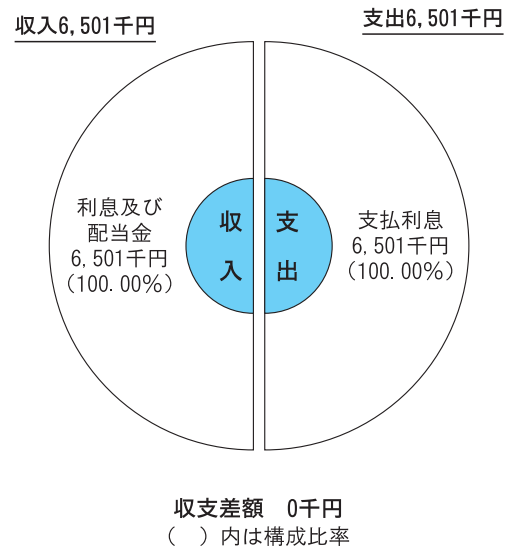 収入6,501千円
支出6,501千円
利息及び
配当金
6,501千円
（100.00％）
収
入
支
出
支払利息
6,501千円
（100.00％）
収支差額　0千円
（　）内は構成比率